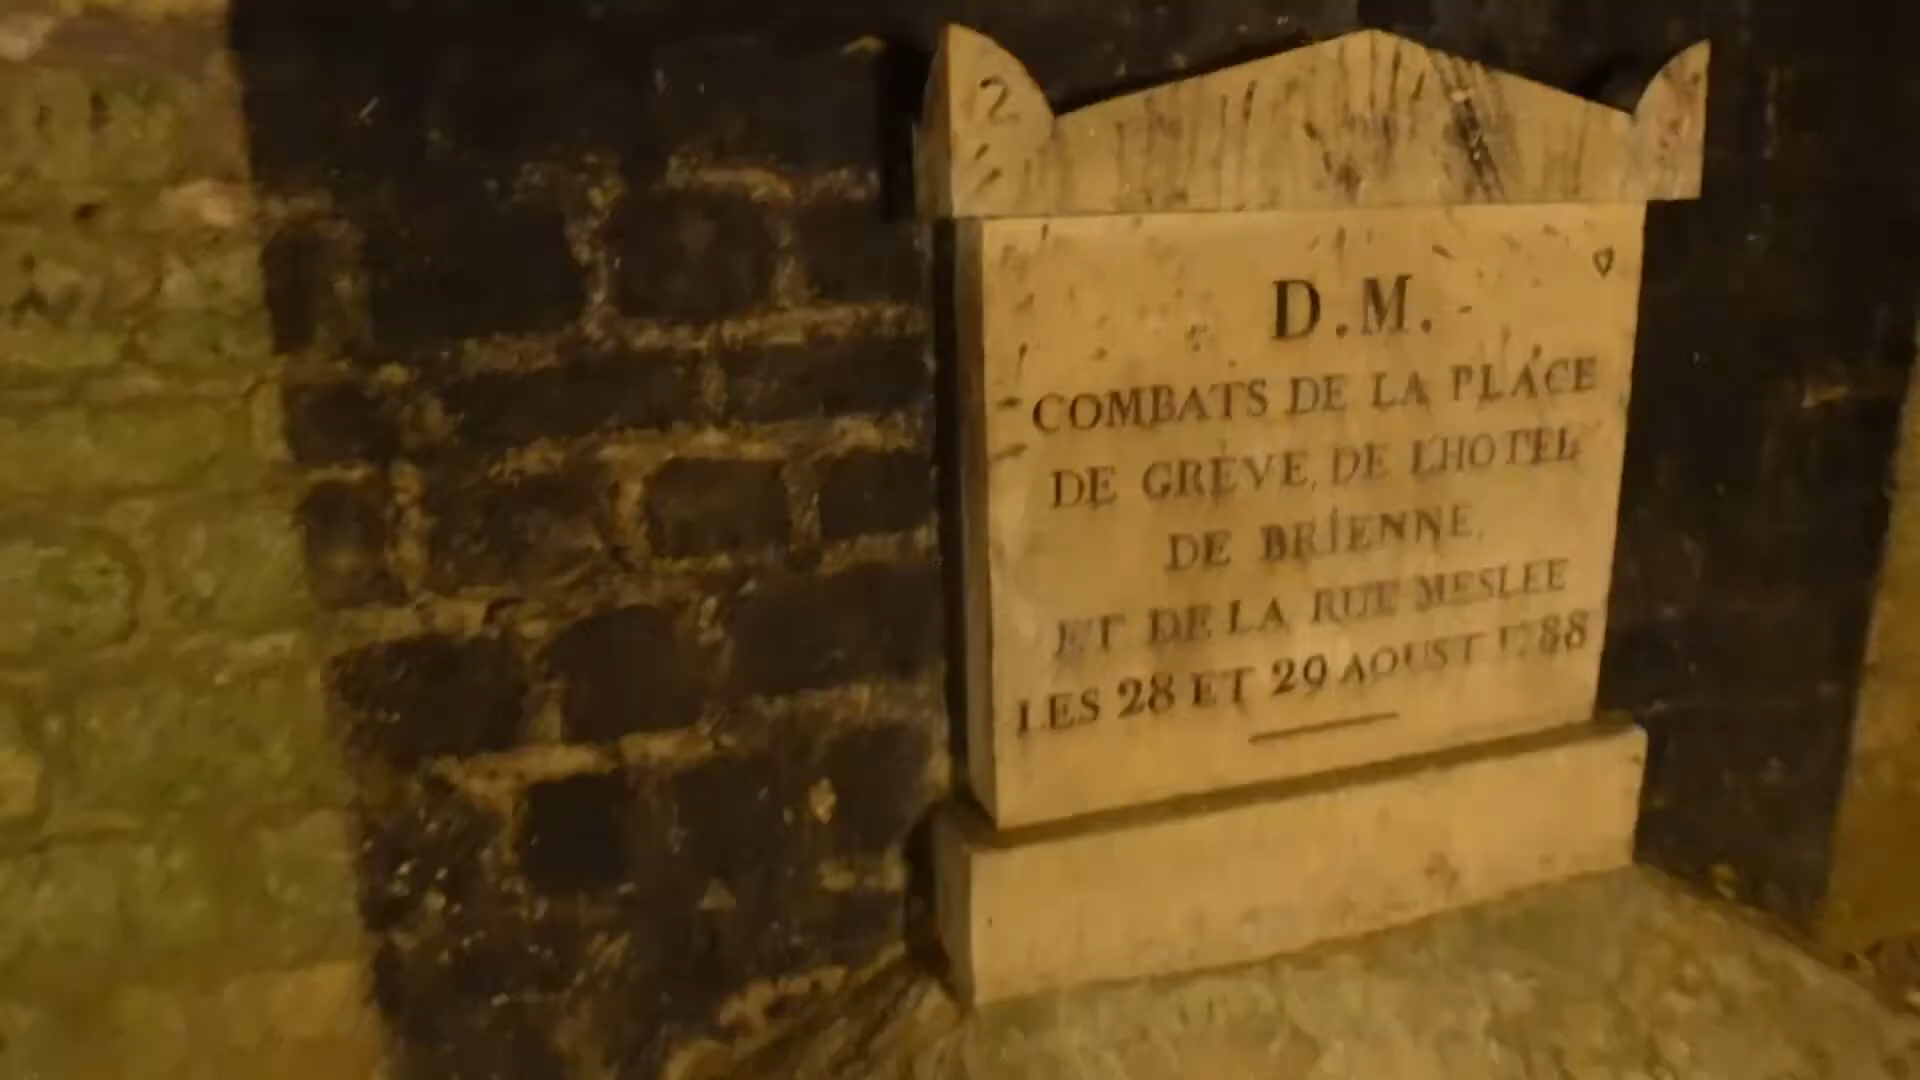 D.M.
COMBATS DE LA PLACE
DE GRÈVE, DE L'HOTEL
DE BRIENNE,
ET DE LA RUE MESLEE
LES 28 ET 29 AOUST 1788